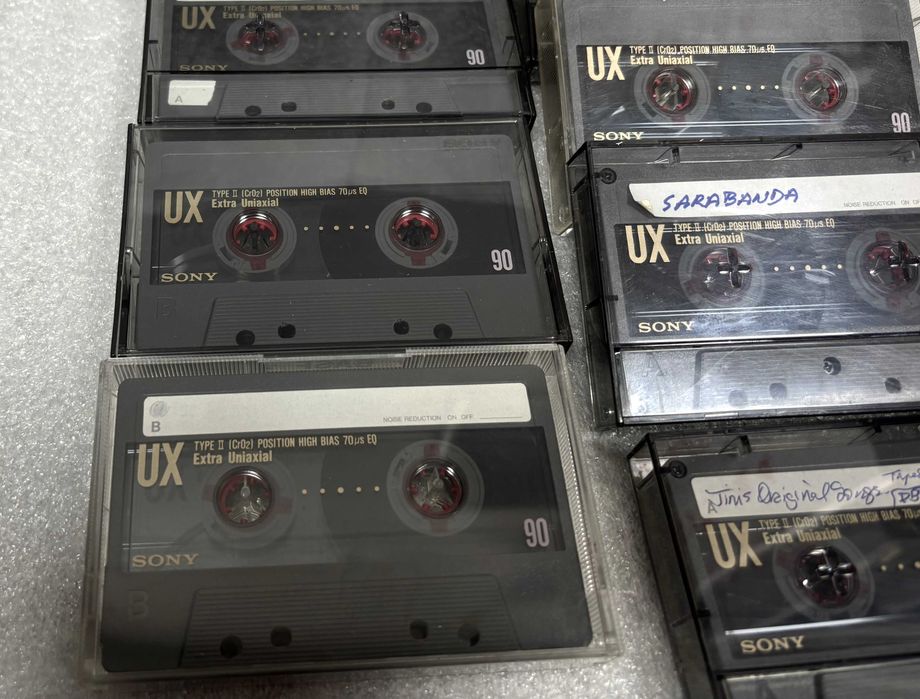 UX
TYPE II (CrO2) POSITION HIGH BIAS 70µs EQ
Extra Uniaxial
SONY
90
A
UX
TYPE II (CrO2) POSITION HIGH BIAS 70µs EQ
Extra Uniaxial
SONY
90
B
B
NOISE REDUCTION ON OFF
UX
TYPE II (CrO2) POSITION HIGH BIAS 70µs EQ
Extra Uniaxial
SONY
90
B
UX
TYPE II (CrO2) POSITION HIGH BIAS 70µs EQ
Extra Uniaxial
SONY
90
SARABANDA
NOISE REDUCTION ON OF
UX
TYPE II (CrO2) POSITION HIGH BIAS 70µs EQ
Extra Uniaxial
SONY
A
Jim's Original Songs
UX
TYPE II (CrO2) POSITION HIGH BIAS 70µs
Extra Uniaxial
SONY